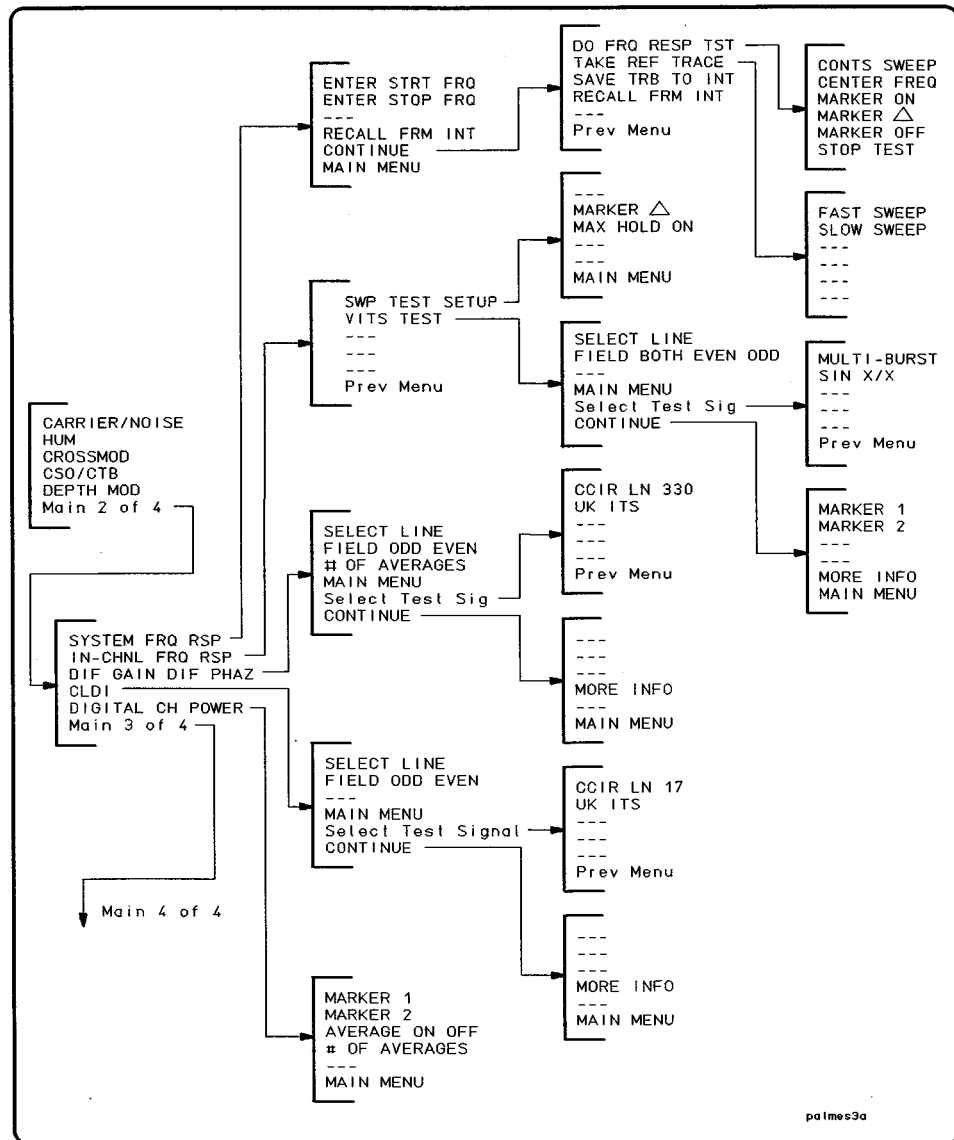 CARRIER/NOISE
HUM
CROSSMOD
CSO/CTB
DEPTH MOD
Main 2 of 4
SYSTEM FRQ RSP
IN-CHNL FRQ RSP
DIF GAIN DIF PHAZ
CLDI
DIGITAL CH POWER
Main 3 of 4
Main 4 of 4
ENTER STRT FRQ
ENTER STOP FRQ
---
RECALL FRM INT
CONTINUE
MAIN MENU
SWP TEST SETUP
VITS TEST
---
---
---
Prev Menu
SELECT LINE
FIELD ODD EVEN
# OF AVERAGES
MAIN MENU
Select Test Sig
CONTINUE
SELECT LINE
FIELD ODD EVEN
---
MAIN MENU
Select Test Signal
CONTINUE
MARKER 1
MARKER 2
AVERAGE ON OFF
# OF AVERAGES
---
MAIN MENU
DO FRQ RESP TST
TAKE REF TRACE
SAVE TRB TO INT
RECALL FRM INT
---
Prev Menu
---
MARKER △
MAX HOLD ON
---
---
MAIN MENU
SELECT LINE
FIELD BOTH EVEN ODD
---
MAIN MENU
Select Test Sig
CONTINUE
CCIR LN 330
UK ITS
---
---
---
Prev Menu
---
---
---
MORE INFO
---
MAIN MENU
CCIR LN 17
UK ITS
---
---
---
Prev Menu
---
---
---
MORE INFO
---
MAIN MENU
CONTS SWEEP
CENTER FREQ
MARKER ON
MARKER △
MARKER OFF
STOP TEST
FAST SWEEP
SLOW SWEEP
---
---
---
---
MULTI-BURST
SIN X/X
---
---
---
Prev Menu
MARKER 1
MARKER 2
---
---
MORE INFO
MAIN MENU
palmes3a